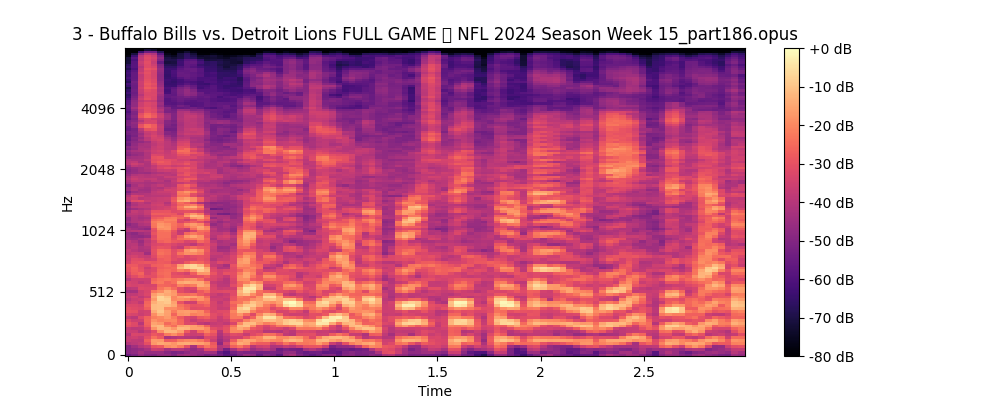 3 - Buffalo Bills vs. Detroit Lions FULL GAME  NFL 2024 Season Week 15_part186.opus
+0 dB
-10 dB
-20 dB
-30 dB
-40 dB
-50 dB
-60 dB
-70 dB
-80 dB
4096
2048
1024
512
0
Hz
0
0.5
1
1.5
2
2.5
Time